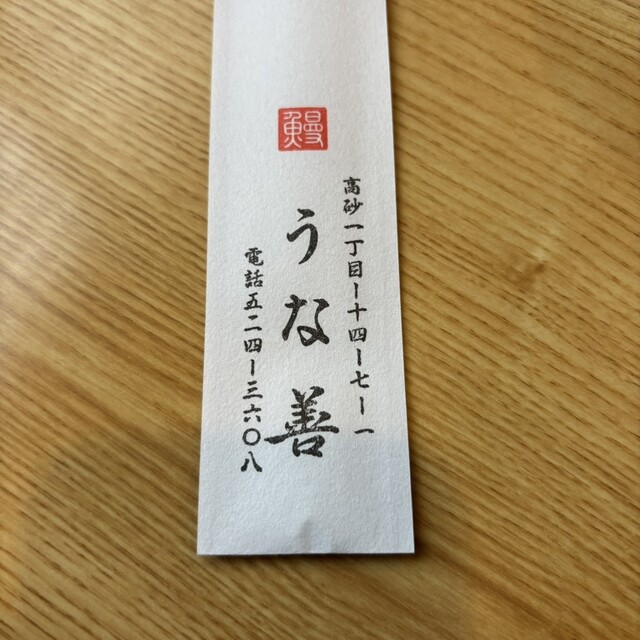 鰻
高砂一丁目ー十四ー七ー一
うな善
電話五二四ー三六〇八